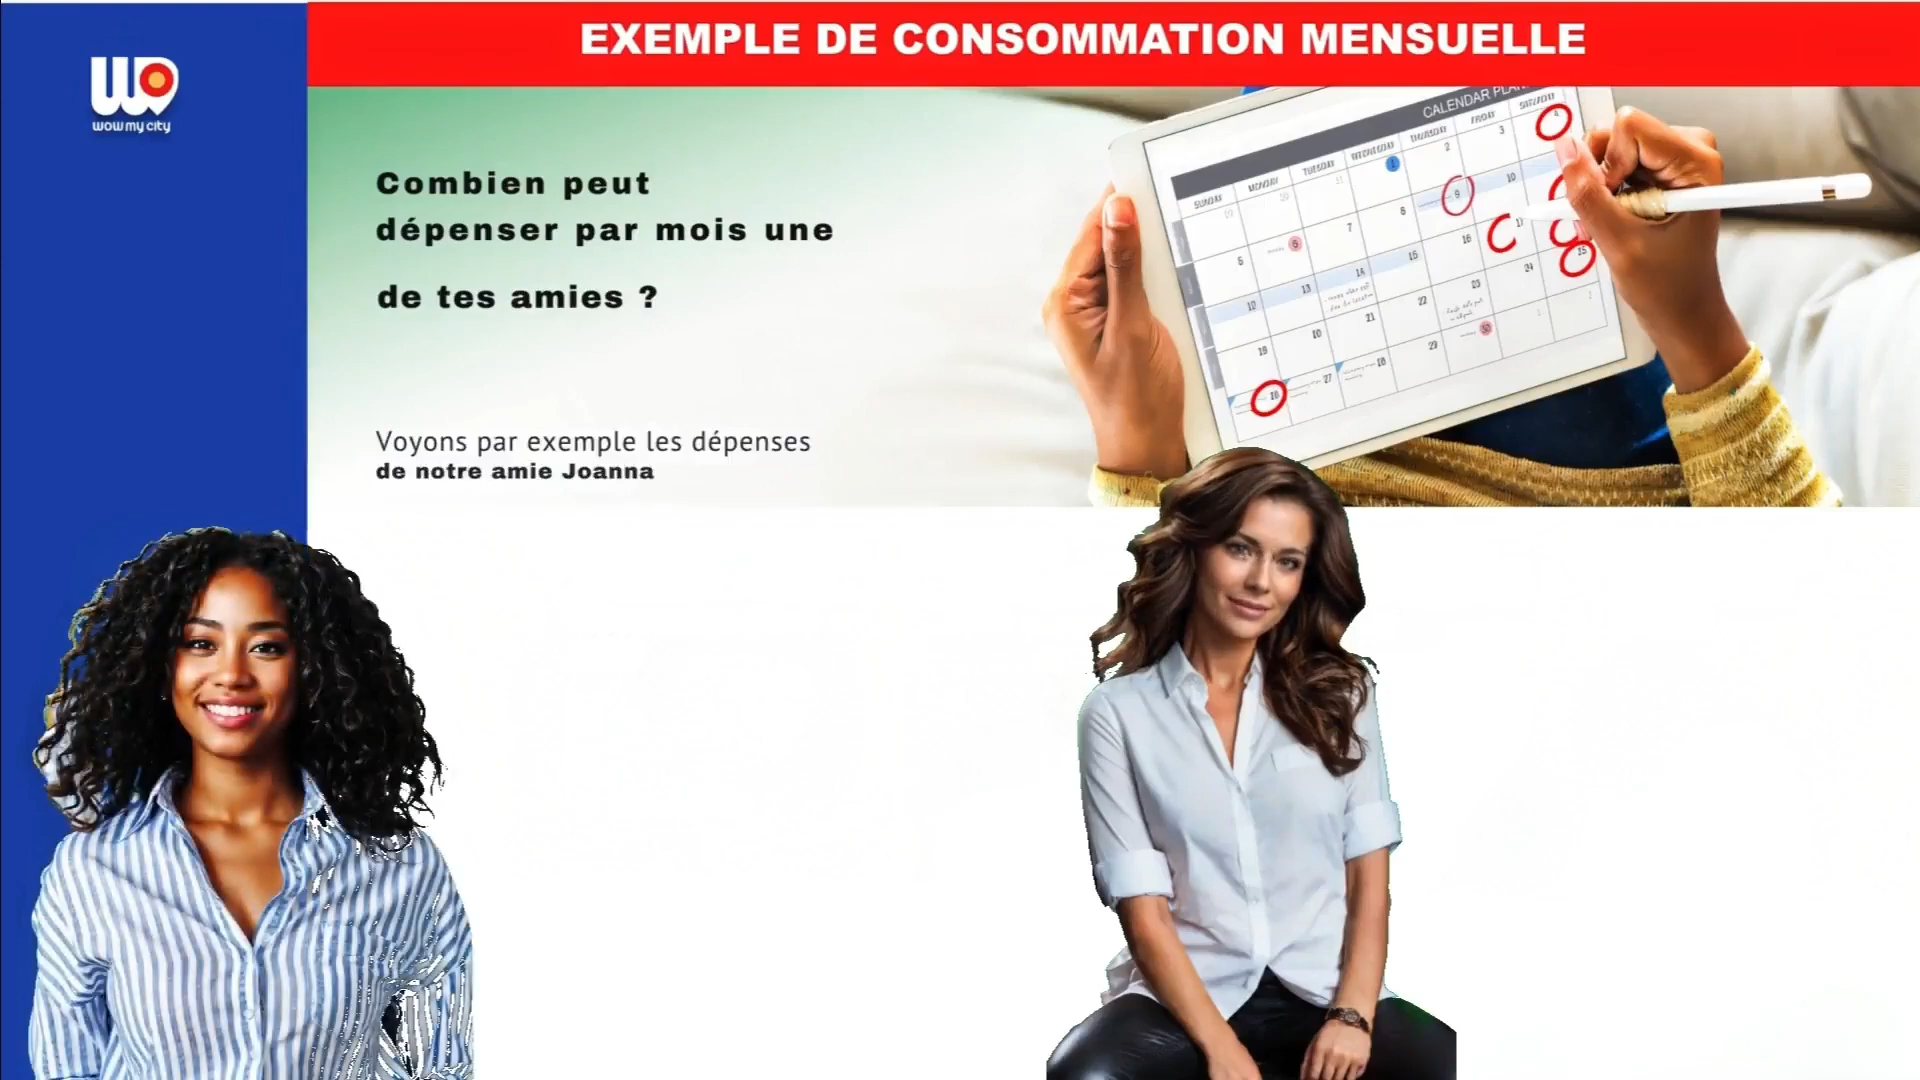 EXEMPLE DE CONSOMMATION MENSUELLE
wow my city
Combien peut
dépenser par mois une
de tes amies ?
Voyons par exemple les dépenses
de notre amie Joanna
CALENDAR
SUNDAY MONDAY TUESDAY WEDNESDAY THURSDAY FRIDAY SATURDAY